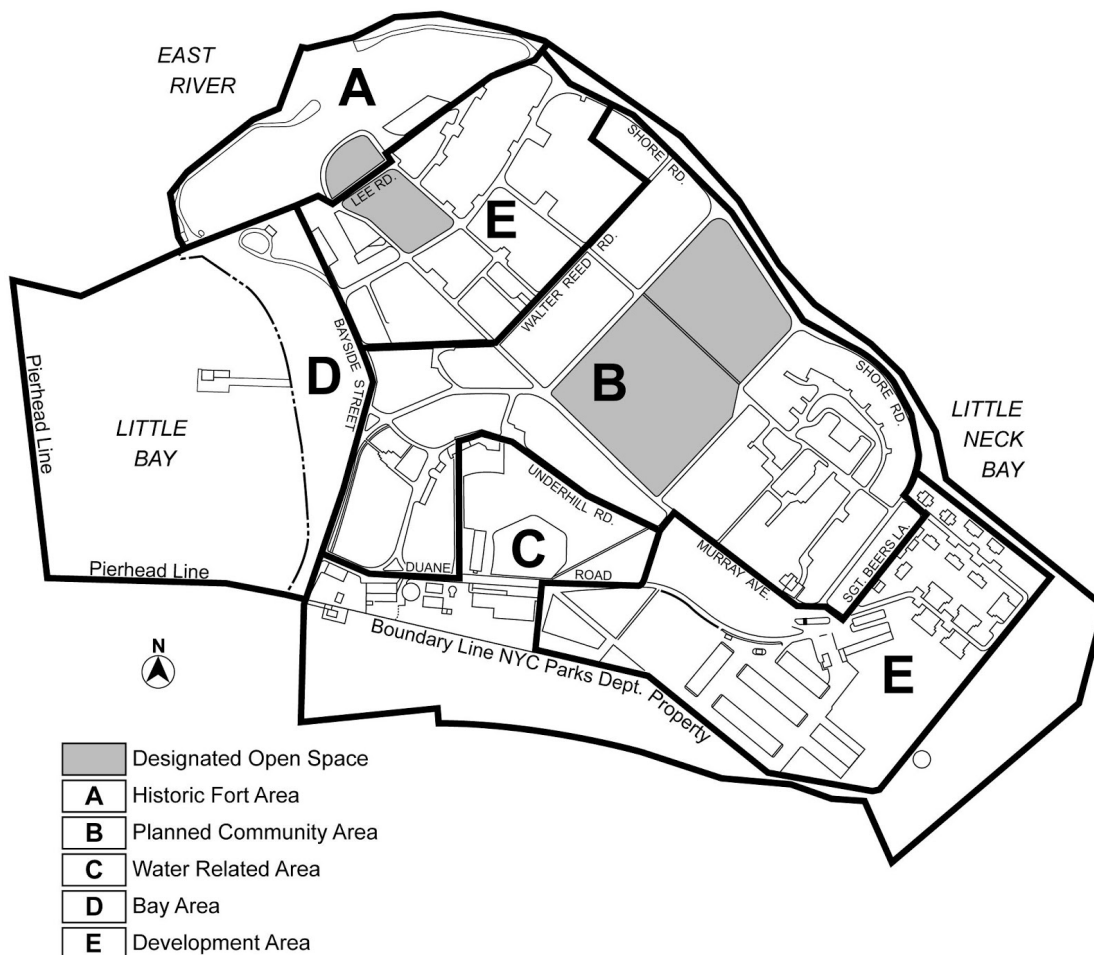 EAST
RIVER
A
SHORE RD.
LEE RD.
E
WALTER REED RD.
BAYSIDE STREET
D
B
Pierhead Line
LITTLE
BAY
SHORE RD.
LITTLE
NECK
BAY
UNDERHILL RD.
C
Pierhead Line
DUANE ROAD
MURRAY AVE.
SGT. BEERS LA.
N
Boundary Line NYC Parks Dept. Property
E
Designated Open Space
A Historic Fort Area
B Planned Community Area
C Water Related Area
D Bay Area
E Development Area